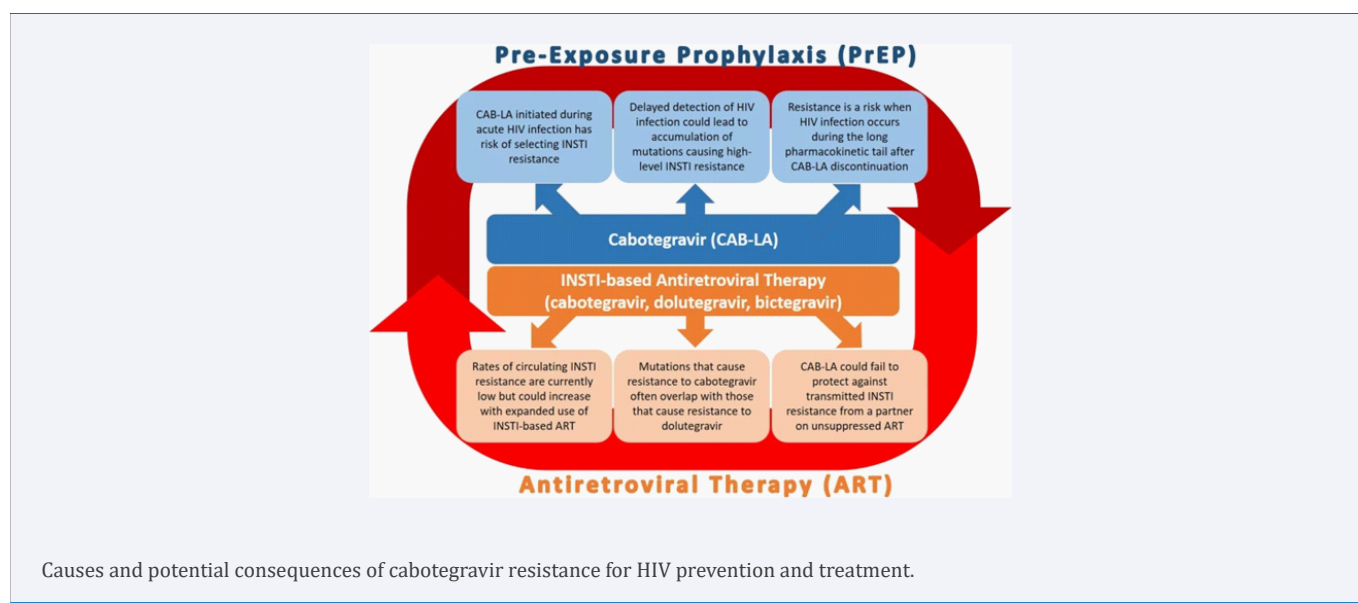 Pre-Exposure Prophylaxis (PrEP)
CAB-LA initiated during
acute HIV infection has
risk of selecting INSTI
resistance
Delayed detection of HIV
infection could lead to
accumulation of
mutations causing high-
level INSTI resistance
Resistance is a risk when
HIV infection occurs
during the long
pharmacokinetic tail after
CAB-LA discontinuation
Cabotegravir (CAB-LA)
INSTI-based Antiretroviral Therapy
(cabotegravir, dolutegravir, bictegravir)
Rates of circulating INSTI
resistance are currently
low but could increase
with expanded use of
INSTI-based ART
Mutations that cause
resistance to cabotegravir
often overlap with those
that cause resistance to
dolutegravir
CAB-LA could fail to
protect against
transmitted INSTI
resistance from a partner
on unsuppressed ART
Antiretroviral Therapy (ART)
Causes and potential consequences of cabotegravir resistance for HIV prevention and treatment.